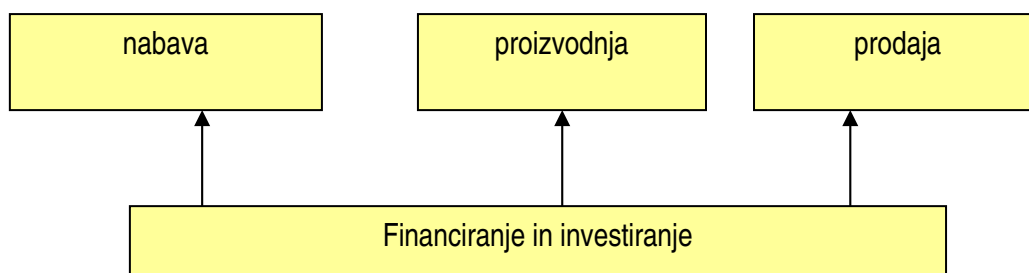 nabava
proizvodnja
prodaja
Financiranje in investiranje